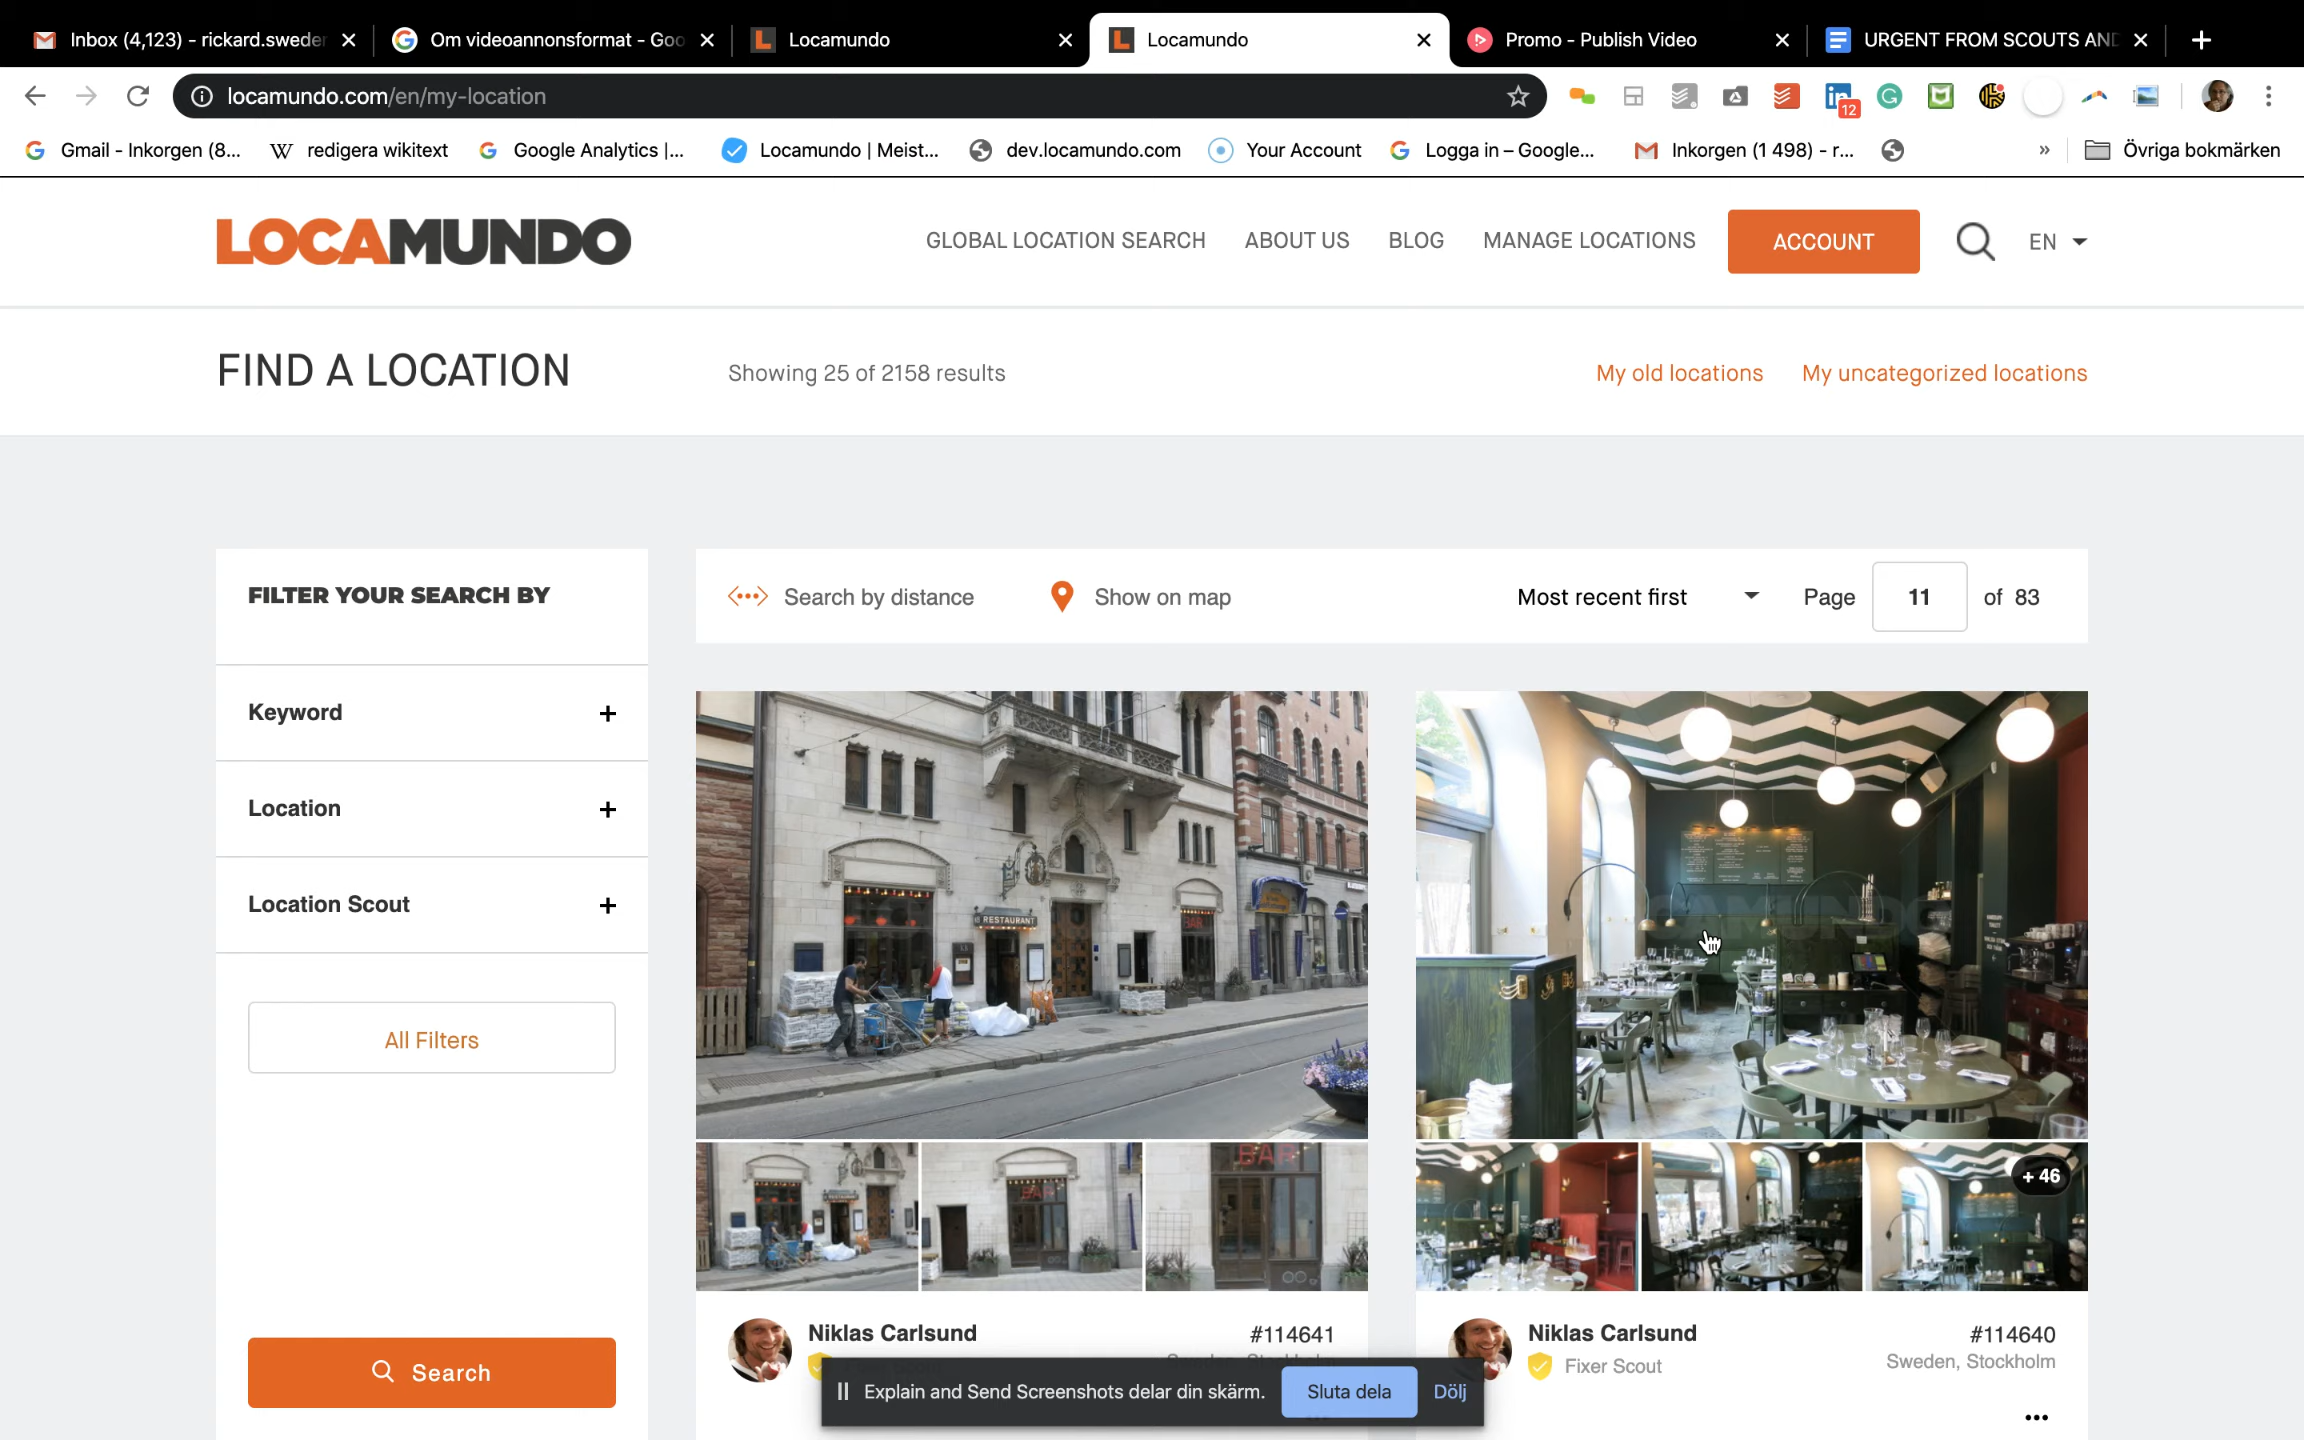 Inbox (4,123) - rickard.sweder
Om videoannonsformat - Goo
Locamundo
Locamundo
Promo - Publish Video
URGENT FROM SCOUTS AND
locamundo.com/en/my-location
12
Gmail - Inkorgen (8...
redigera wikitext
Google Analytics |...
Locamundo | Meist...
dev.locamundo.com
Your Account
Logga in – Google...
Inkorgen (1 498) - r...
»
Övriga bokmärken
LOCAMUNDO
GLOBAL LOCATION SEARCH
ABOUT US
BLOG
MANAGE LOCATIONS
ACCOUNT
EN
FIND A LOCATION
Showing 25 of 2158 results
My old locations
My uncategorized locations
FILTER YOUR SEARCH BY
Keyword
Location
Location Scout
All Filters
Search
Search by distance
Show on map
Most recent first
Page 11 of 83
RESTAURANT
BAR
BAR
+ 46
Niklas Carlsund
#114641
Niklas Carlsund
#114640
Fixer Scout
Sweden, Stockholm
Explain and Send Screenshots delar din skärm.
Sluta dela
Dölj